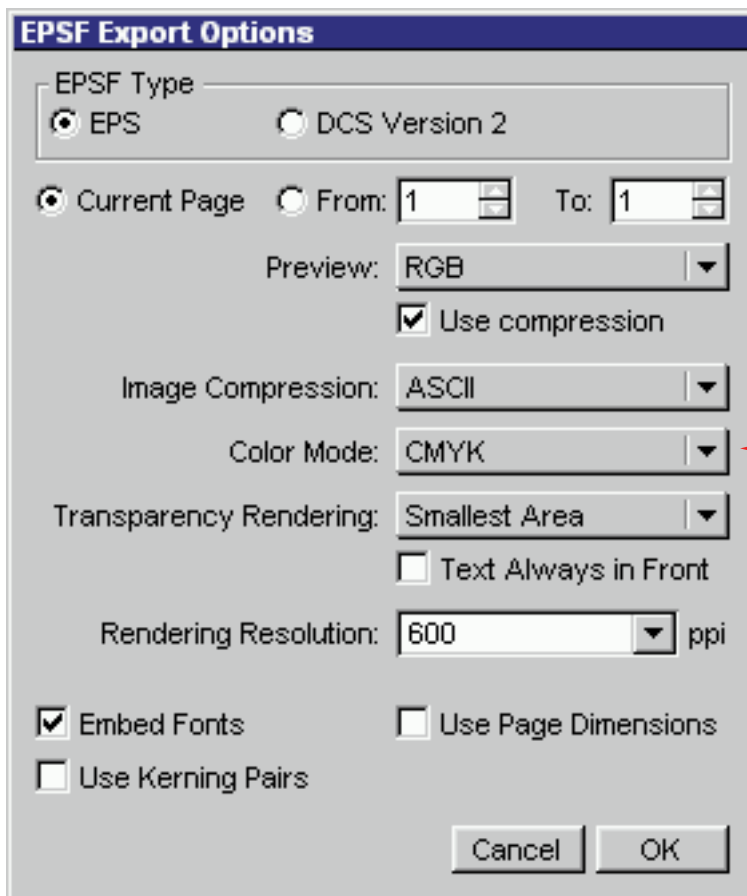 EPSF Export Options
EPSF Type
EPS DCS Version 2
Current Page From: 1 To: 1
Preview: RGB
Use compression
Image Compression: ASCII
Color Mode: CMYK
Transparency Rendering: Smallest Area
Text Always in Front
Rendering Resolution: 600 ppi
Embed Fonts Use Page Dimensions
Use Kerning Pairs
Cancel OK